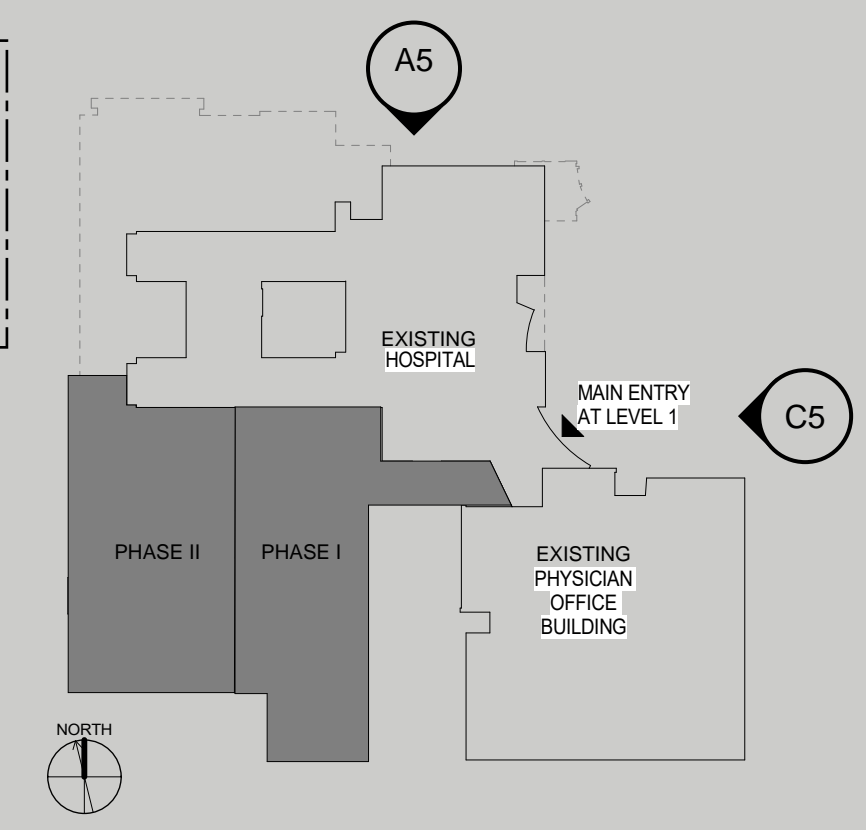 A5
EXISTING
HOSPITAL
MAIN ENTRY
AT LEVEL 1
C5
PHASE II
PHASE I
EXISTING
PHYSICIAN
OFFICE
BUILDING
NORTH